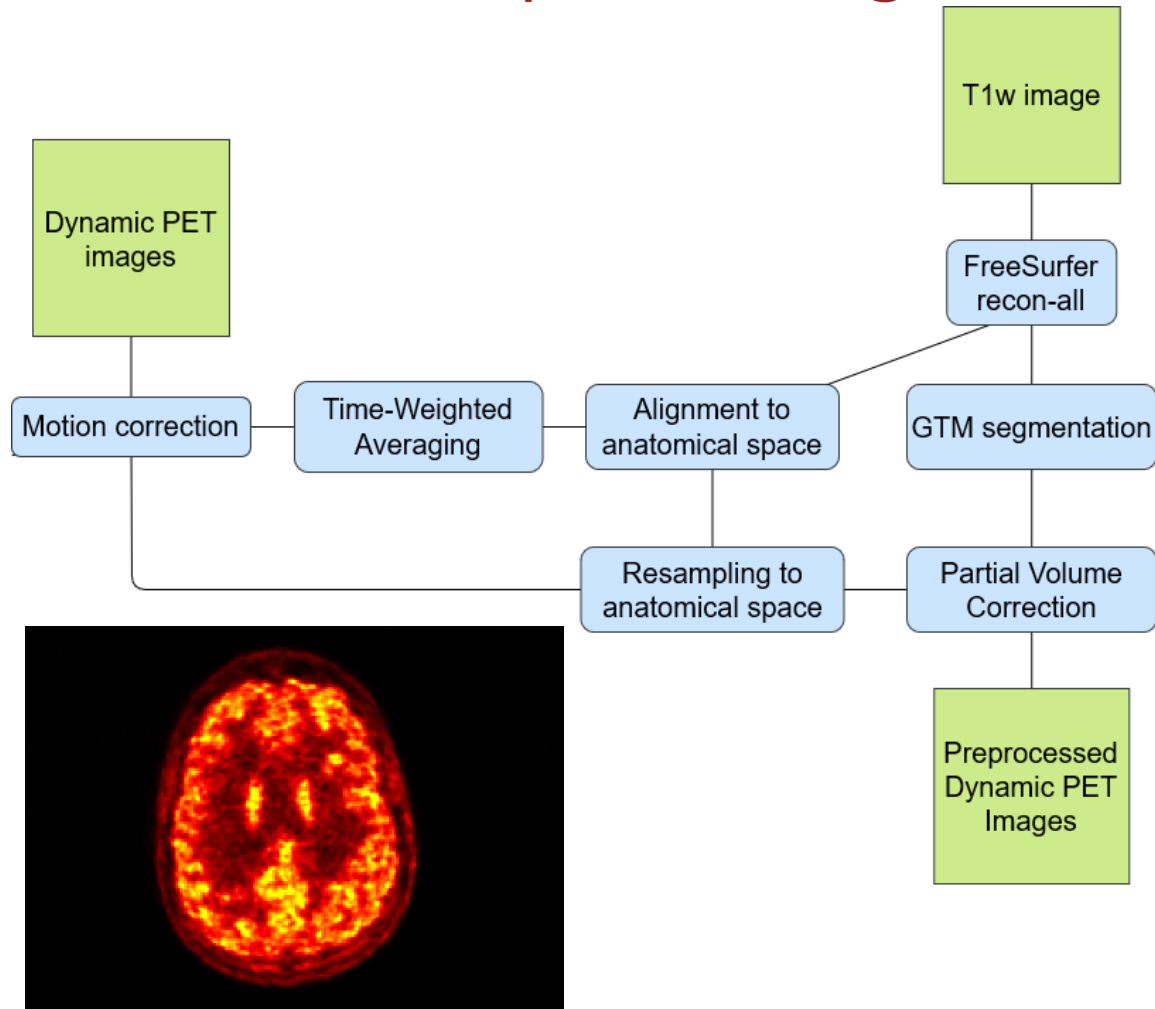 T1w image
Dynamic PET
images
FreeSurfer
recon-all
Motion correction
Time-Weighted
Averaging
Alignment to
anatomical space
GTM segmentation
Resampling to
anatomical space
Partial Volume
Correction
Preprocessed
Dynamic PET
Images